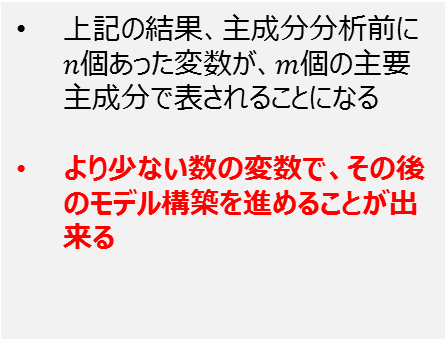 • 上記の結果、主成分分析前に
n個あった変数が、m個の主要
主成分で表されることになる
• より少ない数の変数で、その後
のモデル構築を進めることが出
来る